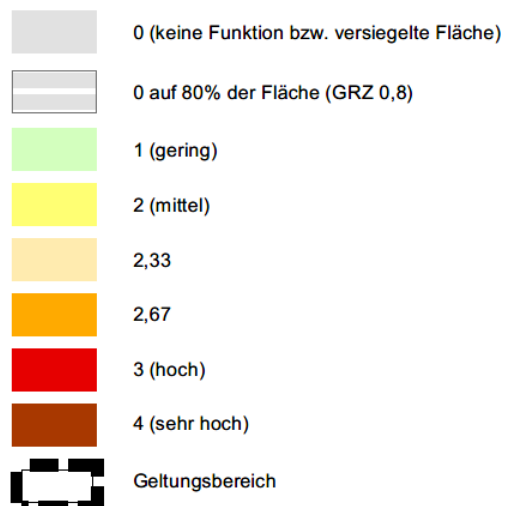 0 (keine Funktion bzw. versiegelte Fläche)
0 auf 80% der Fläche (GRZ 0,8)
1 (gering)
2 (mittel)
2,33
2,67
3 (hoch)
4 (sehr hoch)
Geltungsbereich